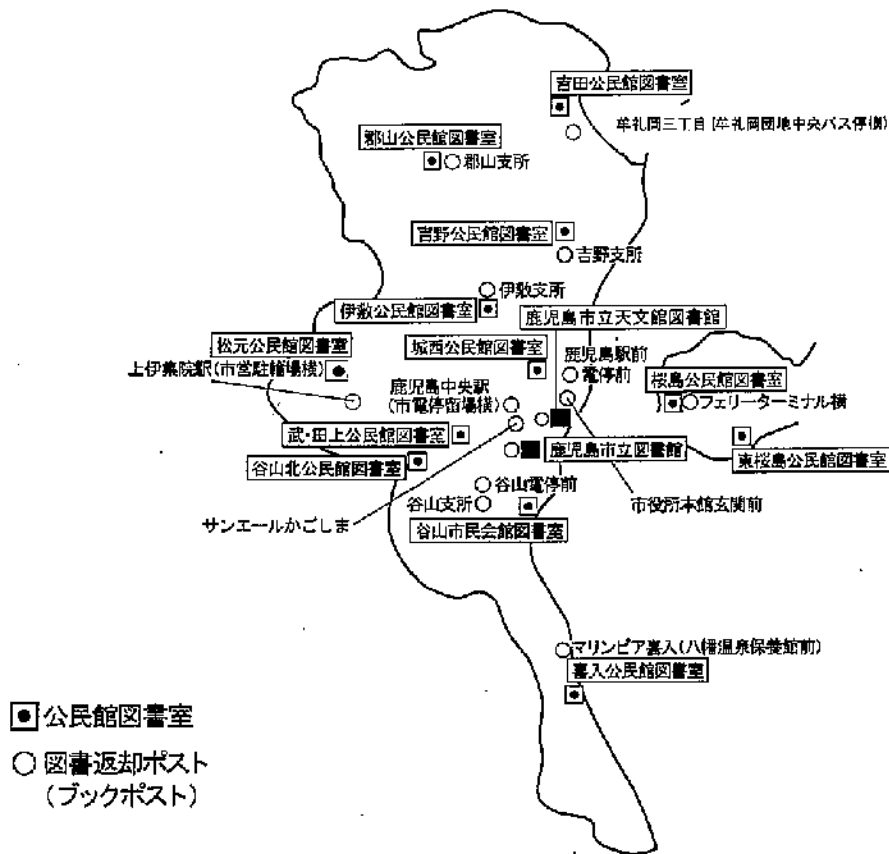 吉田公民館図書室
牟礼岡三丁目(牟礼岡団地中央バス停横)
郡山公民館図書室
郡山支所
吉野公民館図書室
吉野支所
伊敷支所
伊敷公民館図書室
鹿児島市立天文館図書館
松元公民館図書室
城西公民館図書室
鹿児島駅前
電停前
上伊集院駅(市営駐輪場横)
桜島公民館図書室
鹿児島中央駅
(市電停留場横)
フェリーターミナル横
武・田上公民館図書室
鹿児島市立図書館
谷山北公民館図書室
東桜島公民館図書室
谷山電停前
谷山支所
市役所本館玄関前
サンエールかごしま
谷山市民会館図書室
マリンピア喜入(八幡温泉保養館前)
喜入公民館図書室
公民館図書室
図書返却ポスト
(ブックポスト)